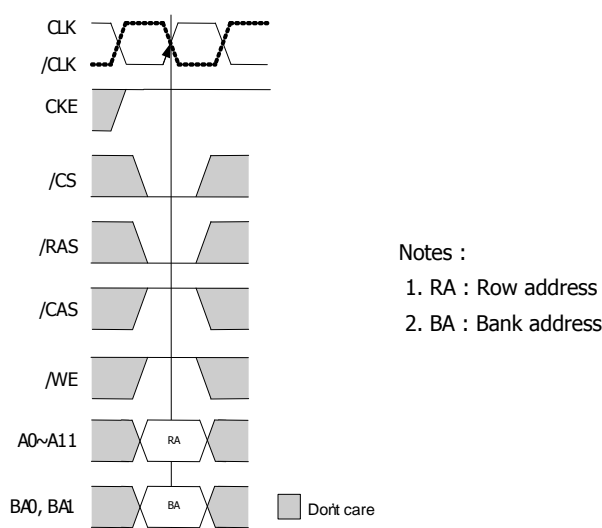 CLK
/CLK
CKE
/CS
/RAS
/CAS
/WE
A0~A11
RA
BA0, BA1
BA
Don't care
Notes :
1. RA : Row address
2. BA : Bank address